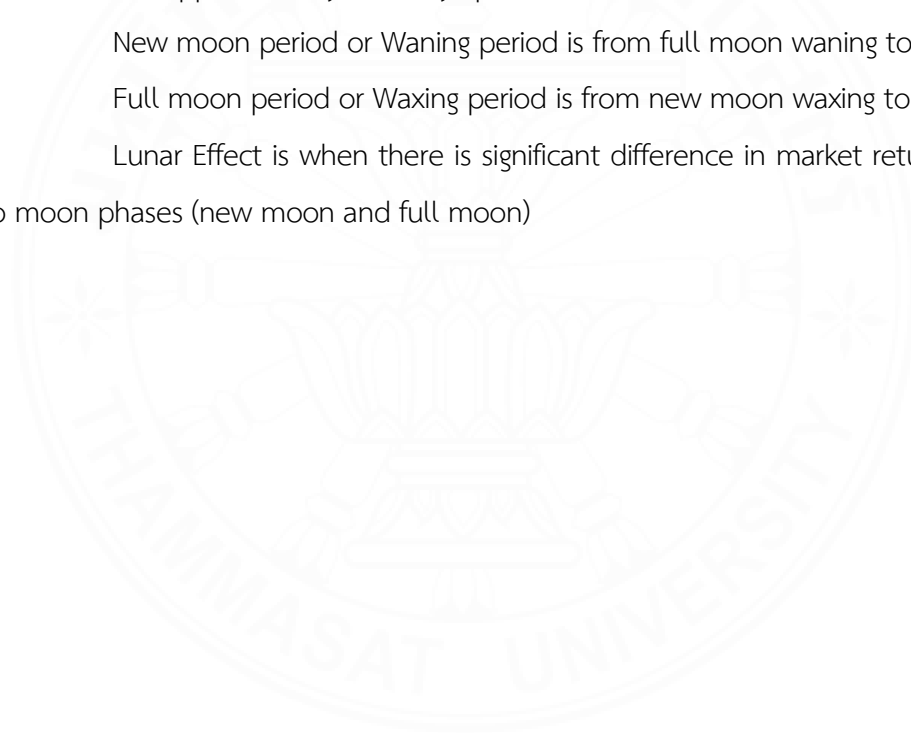 New moon period or Waning period is from full moon waning to
Full moon period or Waxing period is from new moon waxing to
Lunar Effect is when there is significant difference in market
moon phases (new moon and full moon)
THAMMASAT UNIVERSITY